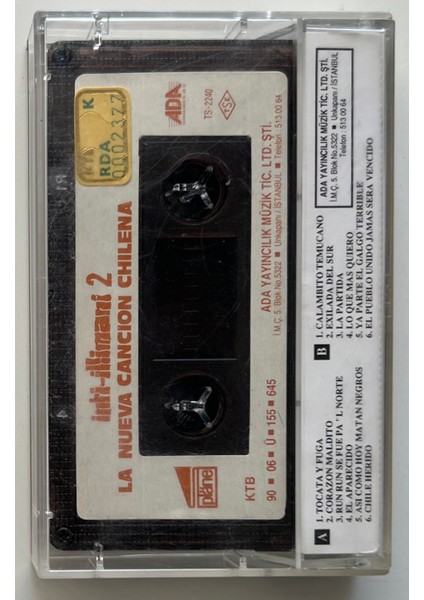 KTB K
RDA
0002377
ADA
TS-2240
TSE
inti-illimani 2
LA NUEVA CANCION CHILENA
ADA YAYINCILIK MÜZİK TİC. LTD. ŞTİ.
İ.M.Ç. 5. Blok No.5322 ■ Unkapanı / İSTANBUL ■ Telefon : 513 00 64
pläne
KTB
90 ■ 06 ■ Ü ■ 155 ■ 645
A
1. TOCATA Y FUGA
2. CORAZON MALDITO
3. RUN RUN SE FUE PA ' L NORTE
4. EL APARECIDO
5. ASI COMO HOY MATAN NEGROS
6. CHILE HERIDO
B
1. CALAMBITO TEMUCANO
2. EXILADA DEL SUR
3. LA PARTIDA
4. LO QUE MAS QUIERO
5. YA PARTE EL GALGO TERRIBLE
6. EL PUEBLO UNIDO JAMAS SERA VENCIDO
ADA YAYINCILIK MÜZİK TİC. LTD. ŞTİ.
İ.M.Ç. 5. Blok No.5322 ■ Unkapanı / İSTANBUL
Telefon : 513 00 64